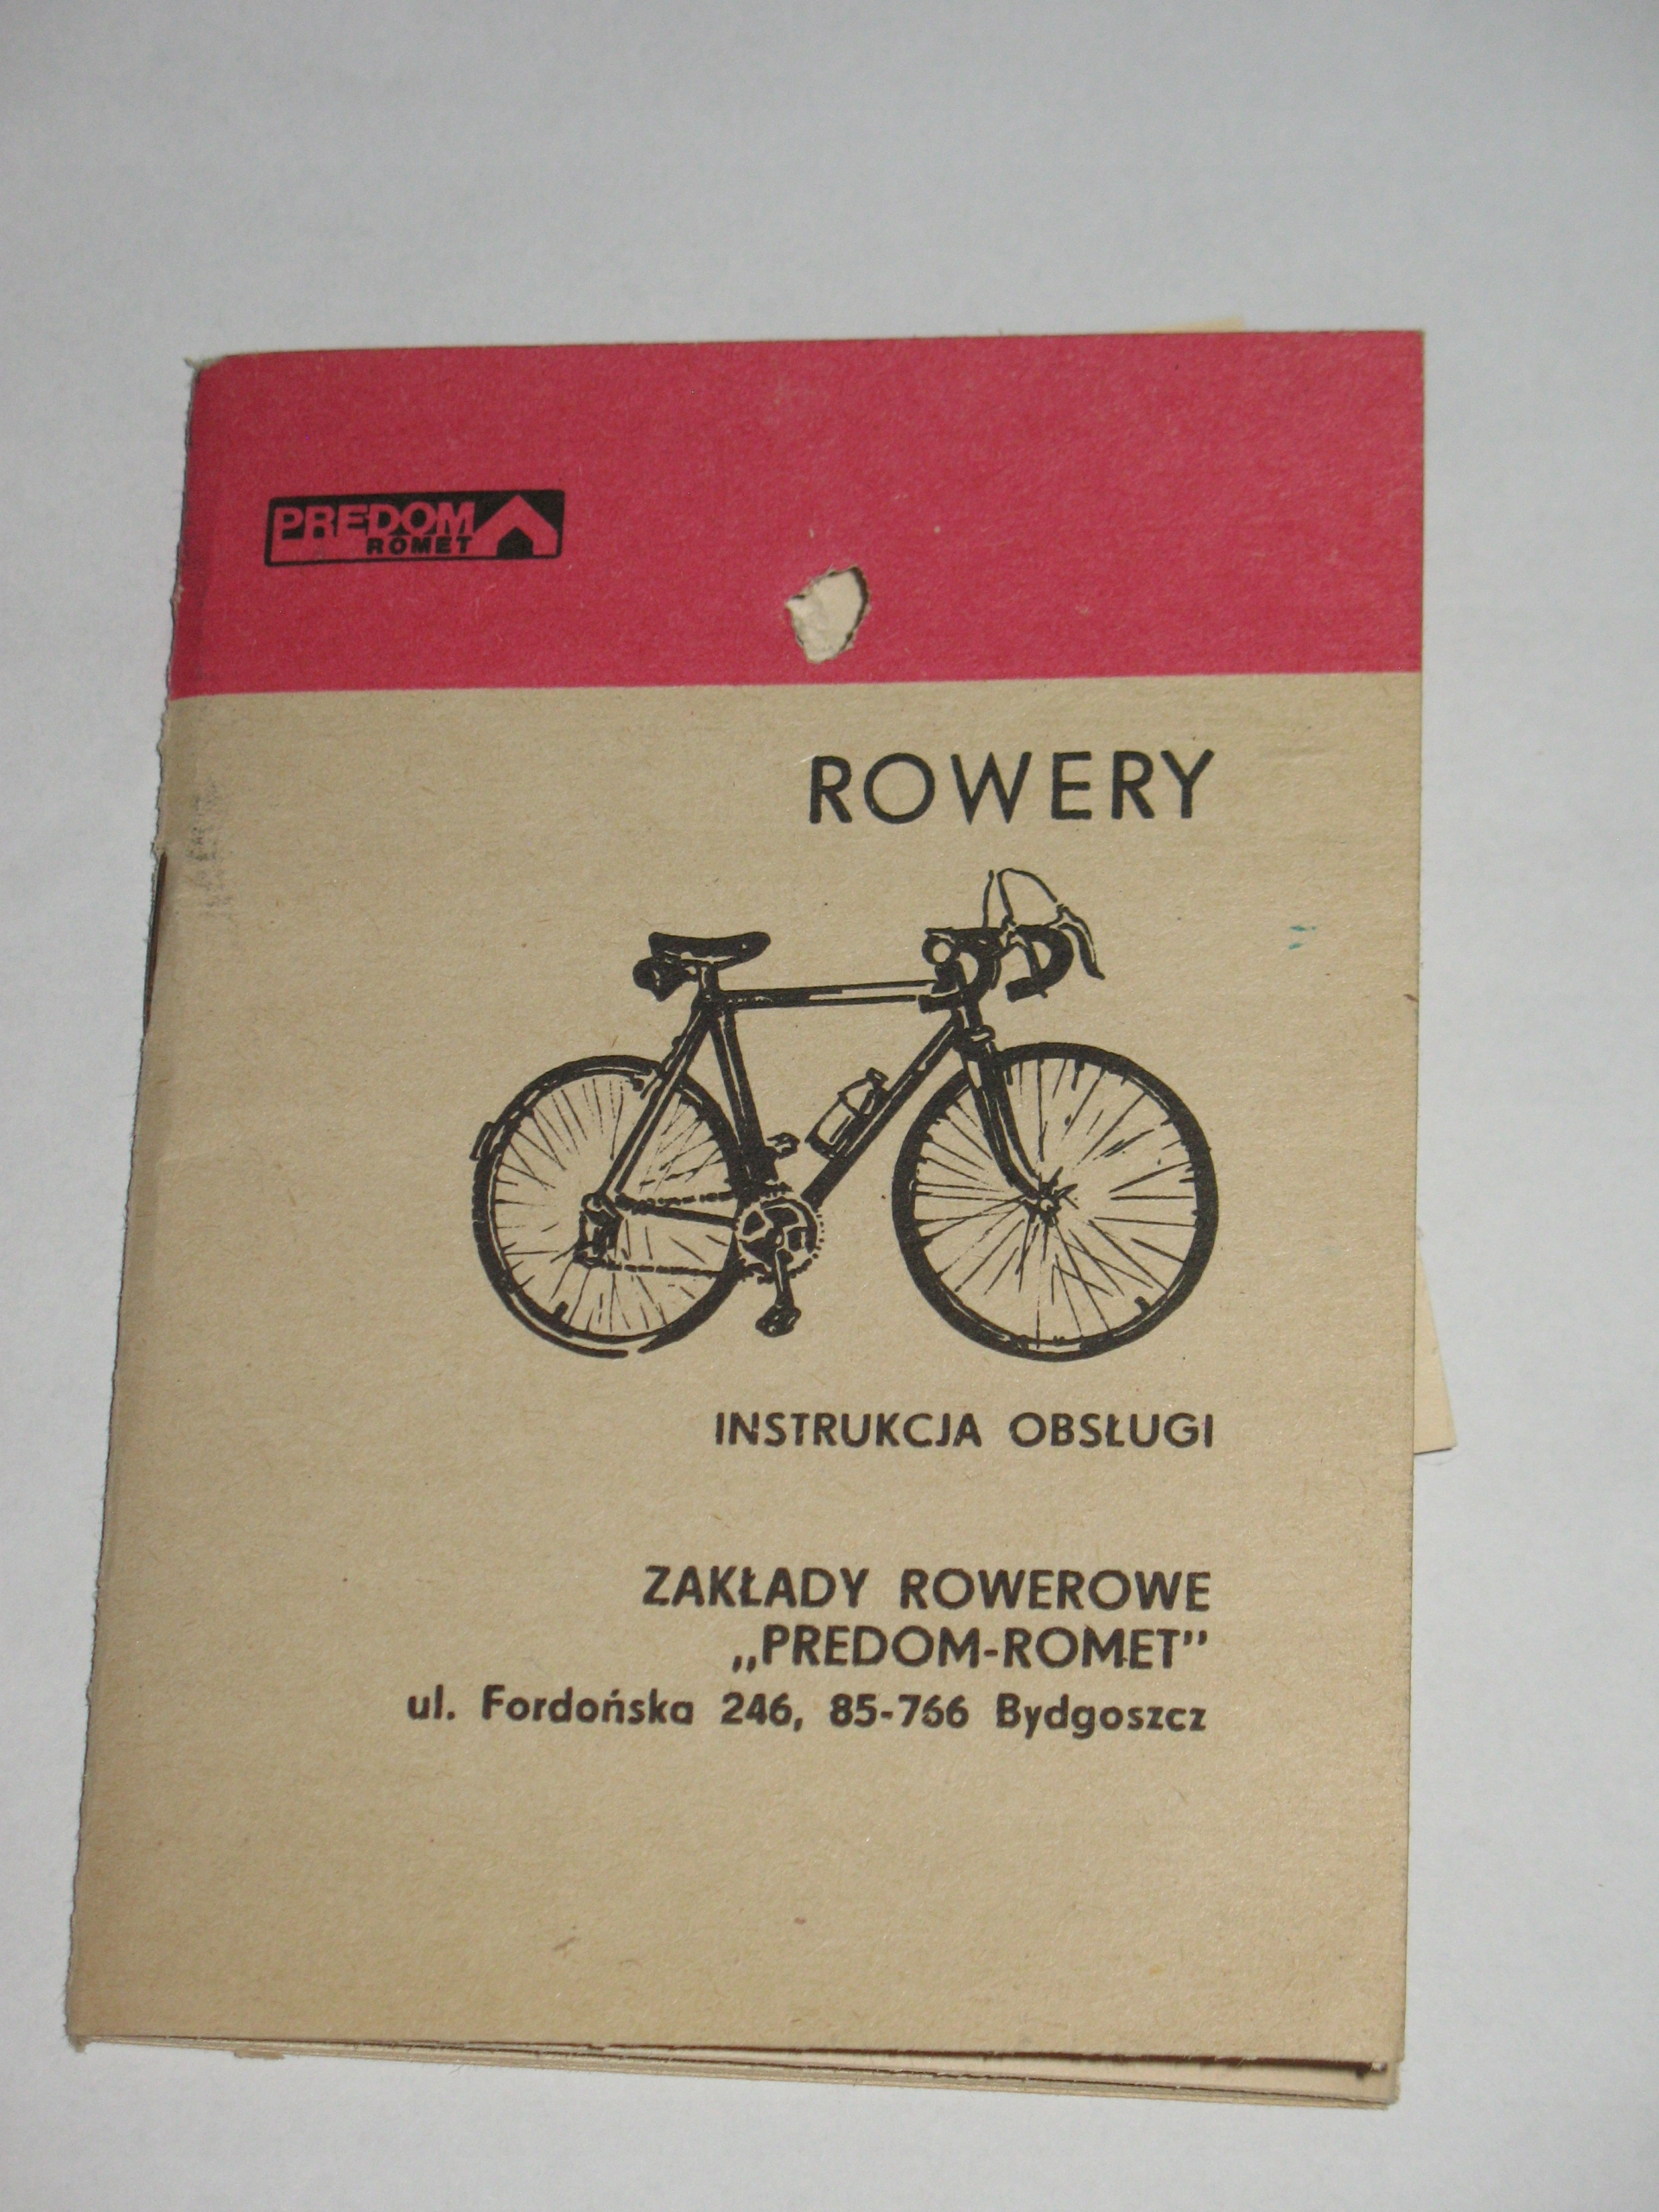 PREDOM
ROMET
ROWERY
INSTRUKCJA OBSŁUGI
ZAKŁADY ROWEROWE
„PREDOM-ROMET”
ul. Fordońska 246, 85-766 Bydgoszcz